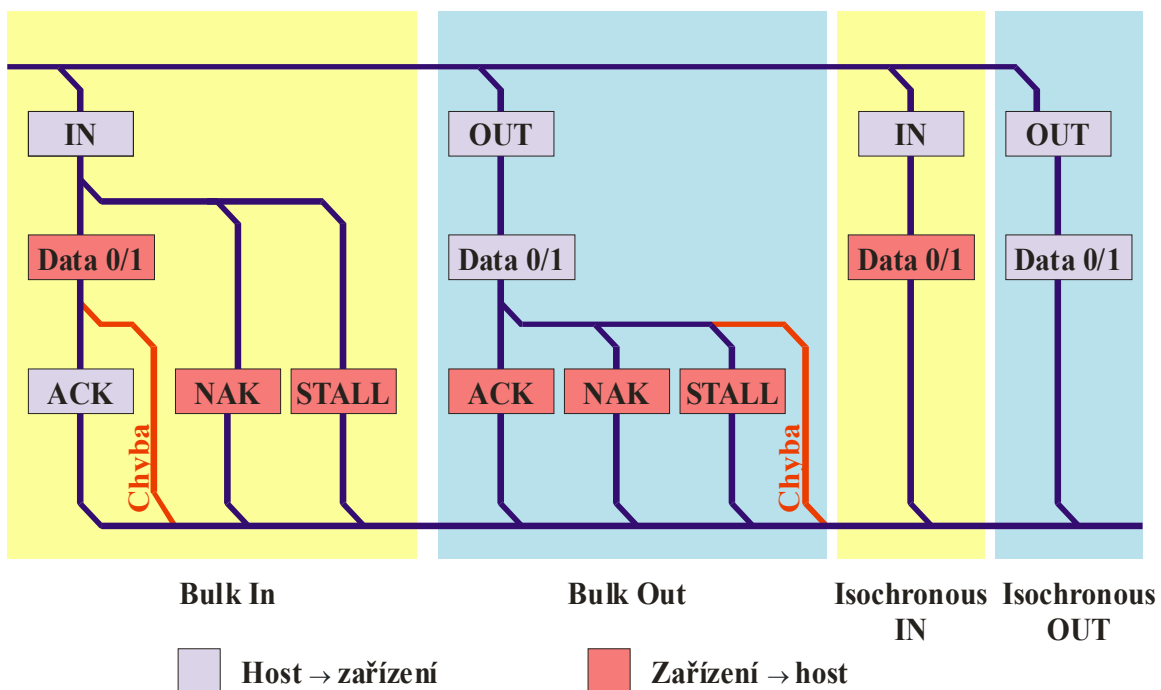 IN
OUT
IN
OUT
Data 0/1
Data 0/1
Data 0/1
Data 0/1
ACK
NAK
STALL
ACK
NAK
STALL
Chyba
Chyba
Bulk In
Bulk Out
Isochronous
IN
Isochronous
OUT
Host → zařízení
Zařízení → host